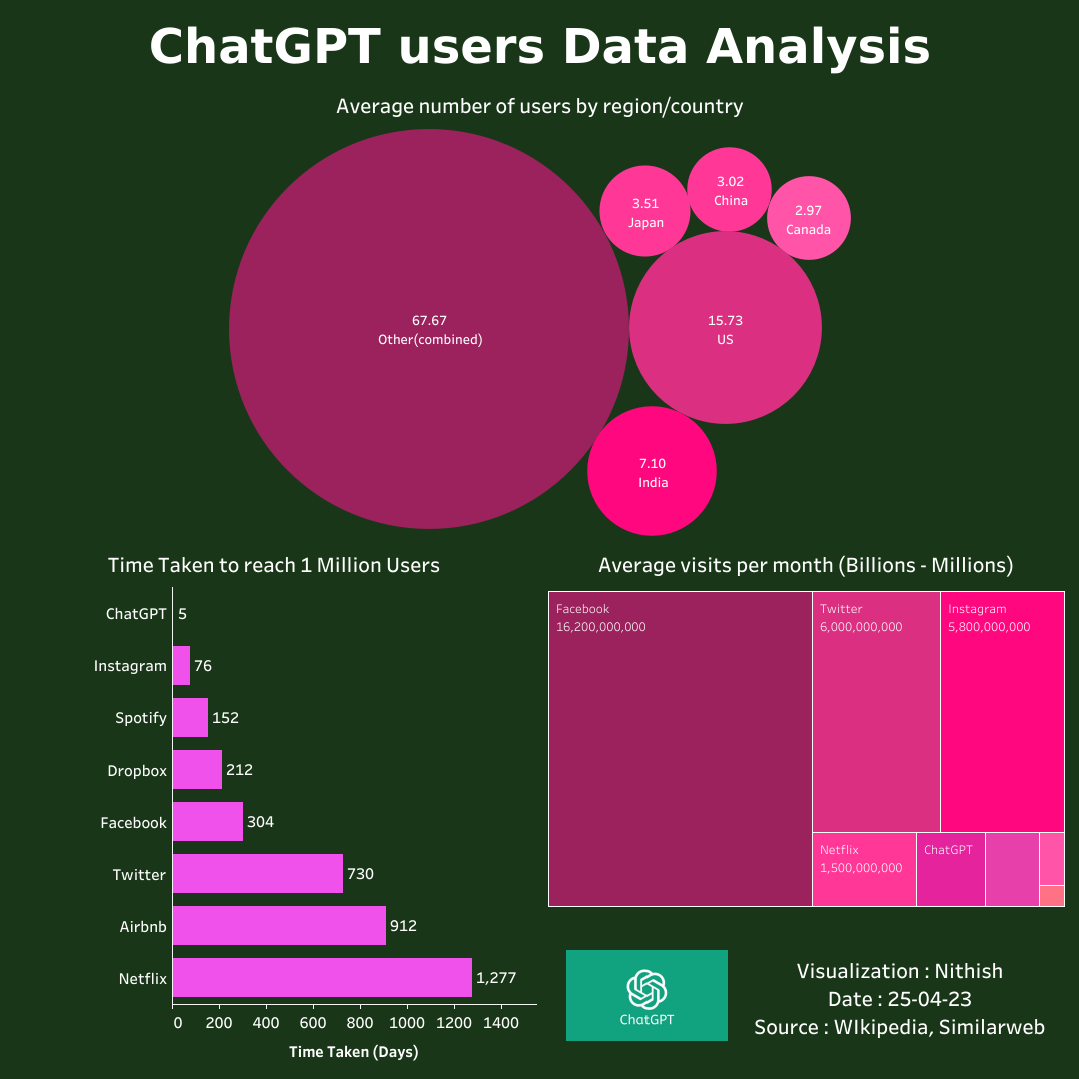 ChatGPT users Data Analysis
Average number of users by region/country
3.02
China
3.51
Japan
2.97
Canada
67.67
Other(combined)
15.73
US
7.10
India
Time Taken to reach 1 Million Users
ChatGPT 5
Instagram 76
Spotify 152
Dropbox 212
Facebook 304
Twitter 730
Airbnb 912
Netflix 1,277
0 200 400 600 800 1000 1200 1400
Time Taken (Days)
Average visits per month (Billions - Millions)
Facebook
16,200,000,000
Twitter
6,000,000,000
Instagram
5,800,000,000
Netflix
1,500,000,000
ChatGPT
ChatGPT
Visualization : Nithish
Date : 25-04-23
Source : WIkipedia, Similarweb